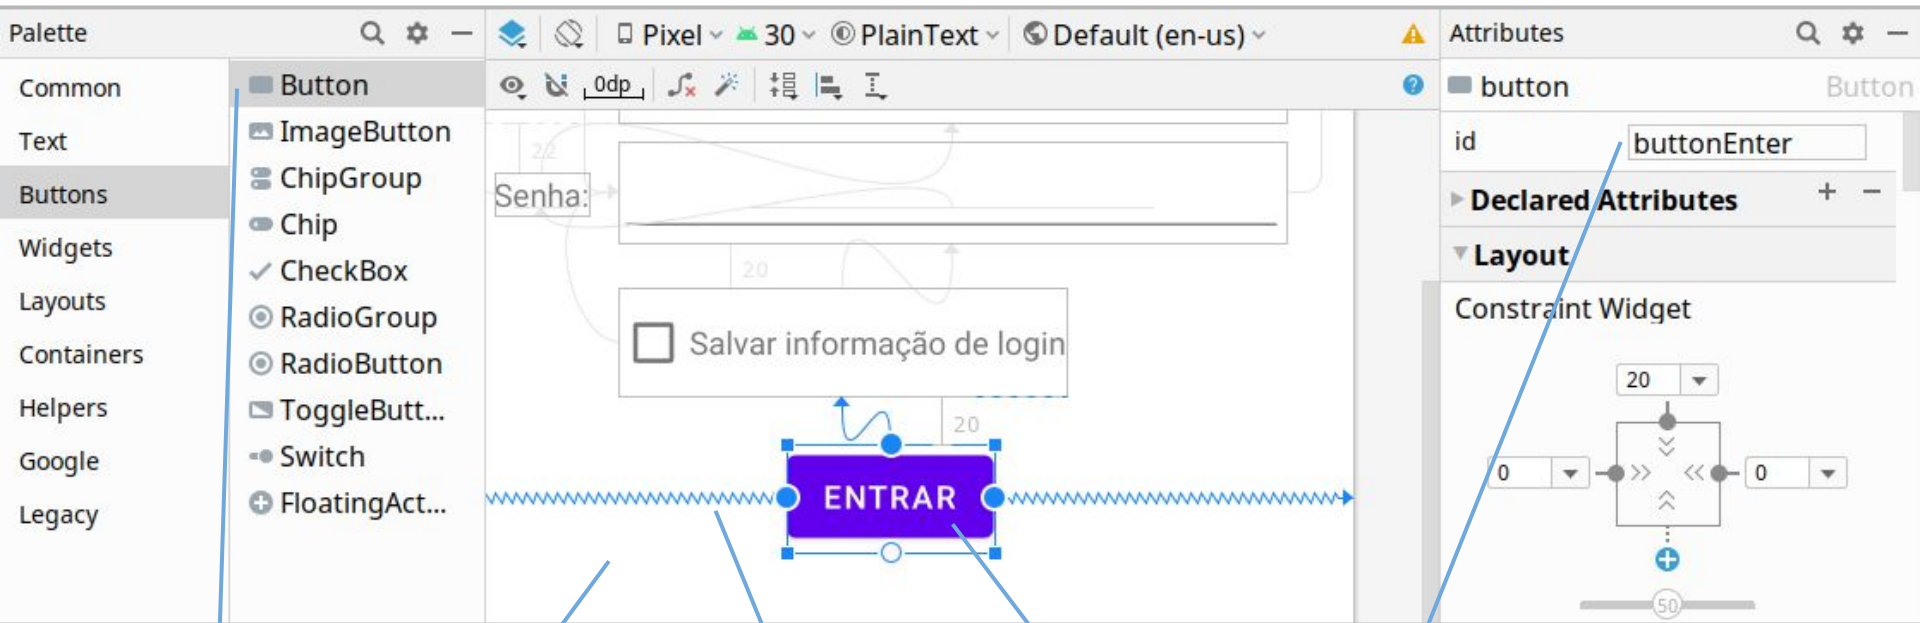 Palette
Common
Text
Buttons
Widgets
Layouts
Containers
Helpers
Google
Legacy
Button
ImageButton
ChipGroup
Chip
CheckBox
RadioGroup
RadioButton
ToggleButt...
Switch
FloatingAct...
Pixel 30 PlainText Default (en-us)
0dp
22
Senha:
20
Salvar informação de login
20
ENTRAR
Attributes
button Button
id buttonEnter
Declared Attributes
Layout
Constraint Widget
20
0 0
50